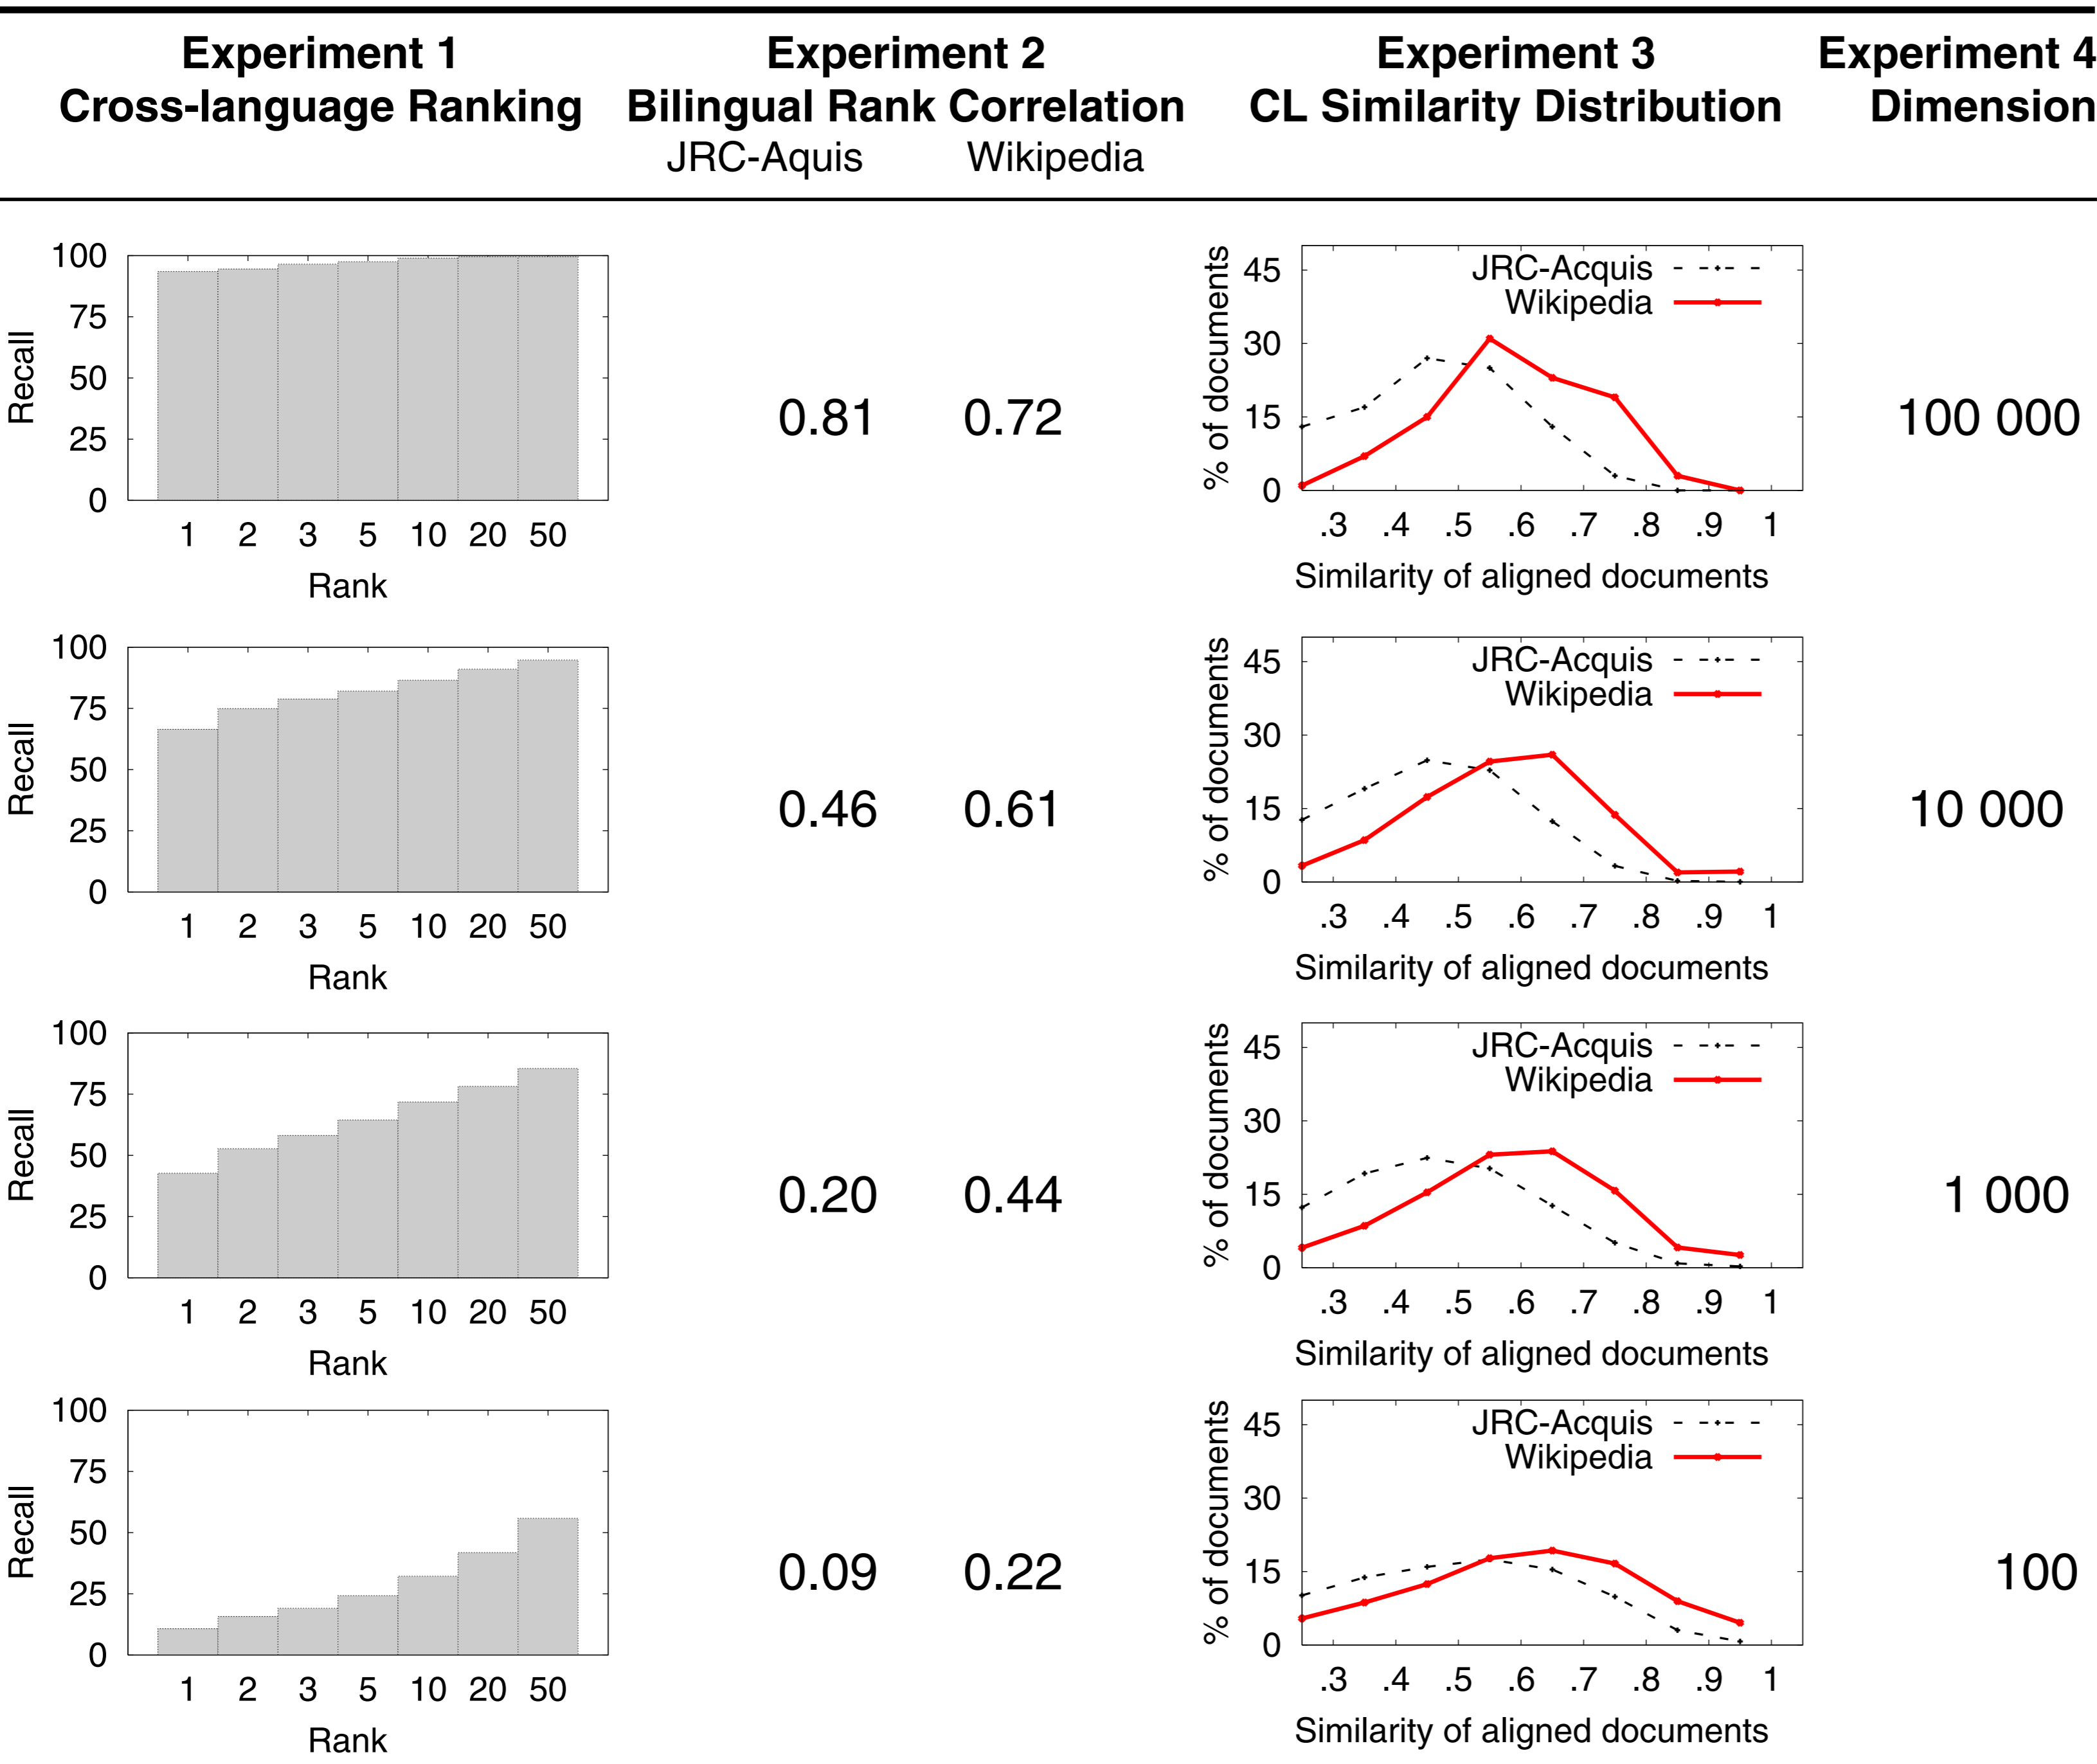 Experiment 1 Experiment 2 Experiment 3 Experiment 4
Cross-language Ranking Bilingual Rank Correlation CL Similarity Distribution Dimension
JRC-Aquis Wikipedia
Recall
100
75
50
25
0
1 2 3 5 10 20 50
Rank
0.81 0.72
% of documents
45
30
15
0
JRC-Acquis
Wikipedia
.3 .4 .5 .6 .7 .8 .9 1
Similarity of aligned documents
100 000
Recall
100
75
50
25
0
1 2 3 5 10 20 50
Rank
0.46 0.61
% of documents
45
30
15
0
JRC-Acquis
Wikipedia
.3 .4 .5 .6 .7 .8 .9 1
Similarity of aligned documents
10 000
Recall
100
75
50
25
0
1 2 3 5 10 20 50
Rank
0.20 0.44
% of documents
45
30
15
0
JRC-Acquis
Wikipedia
.3 .4 .5 .6 .7 .8 .9 1
Similarity of aligned documents
1 000
Recall
100
75
50
25
0
1 2 3 5 10 20 50
Rank
0.09 0.22
% of documents
45
30
15
0
JRC-Acquis
Wikipedia
.3 .4 .5 .6 .7 .8 .9 1
Similarity of aligned documents
100